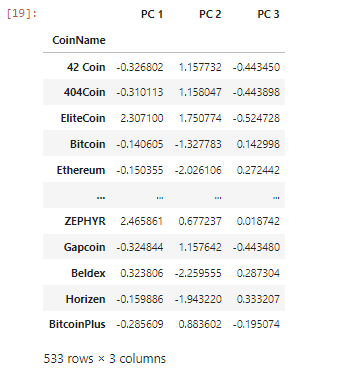 [19]:
PC 1 PC 2 PC 3
CoinName
42 Coin -0.326802 1.157732 -0.443450
404Coin -0.310113 1.158047 -0.443898
EliteCoin 2.307100 1.750774 -0.524728
Bitcoin -0.140605 -1.327783 0.142998
Ethereum -0.150355 -2.026106 0.272442
... ... ... ...
ZEPHYR 2.465861 0.677237 0.018742
Gapcoin -0.324844 1.157642 -0.443480
Beldex 0.323806 -2.259555 0.287304
Horizen -0.159886 -1.943220 0.333207
BitcoinPlus -0.285609 0.883602 -0.195074
533 rows × 3 columns